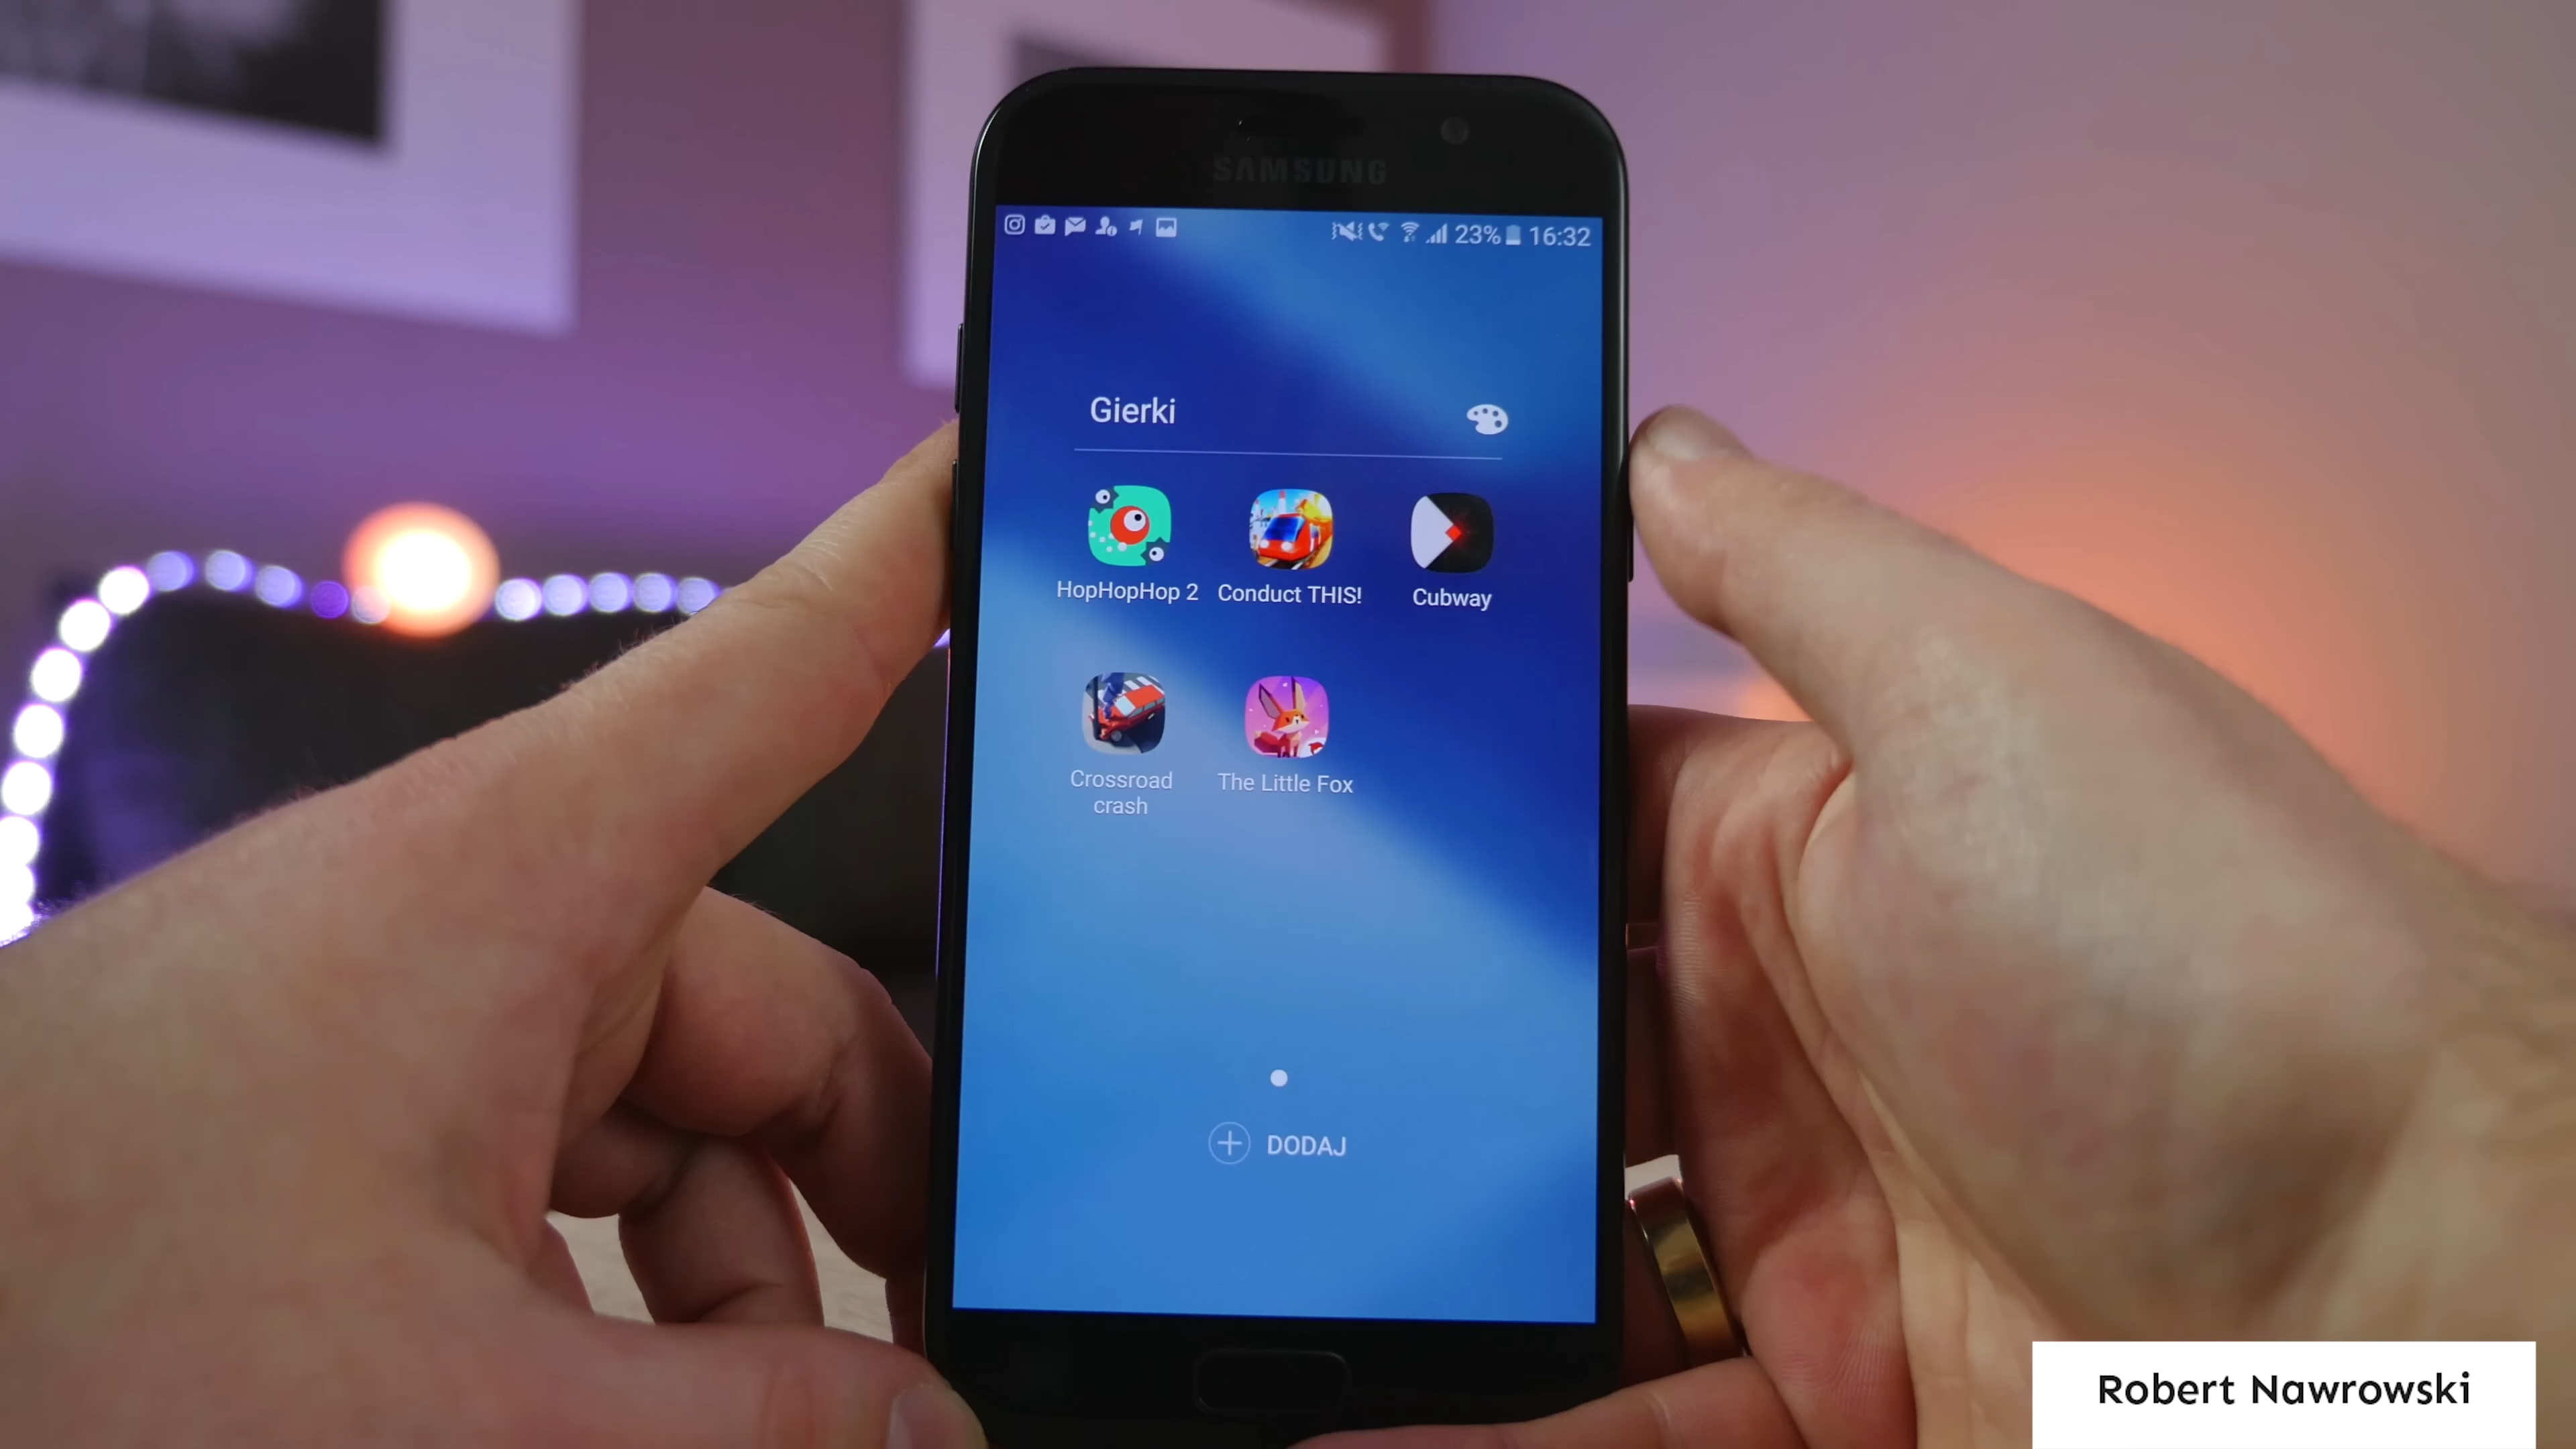 SAMSUNG
23% 16:32
Gierki
HopHopHop 2 Conduct THIS! Cubway
Crossroad The Little Fox
crash
DODAJ
Robert Nawrowski